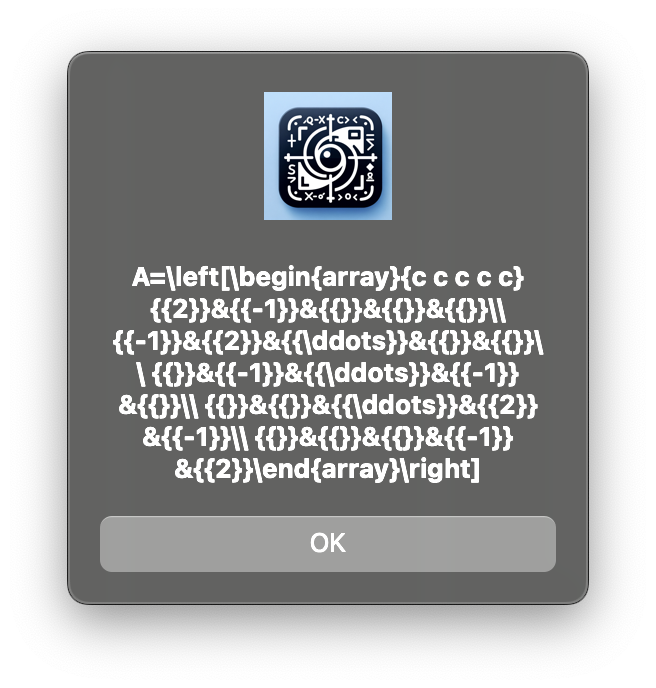 A=\left[\begin{array}{c c c c c}
{{2}}&{{-1}}&{{}}&{{}}&{{}}\\
{{-1}}&{{2}}&{{\ddots}}&{{}}&{{}}\
\ {{}}&{{-1}}&{{\ddots}}&{{-1}}
&{{}}\\ {{}}&{{}}&{{\ddots}}&{{2}}
&{{-1}}\\ {{}}&{{}}&{{}}&{{-1}}
&{{2}}\end{array}\right]
OK